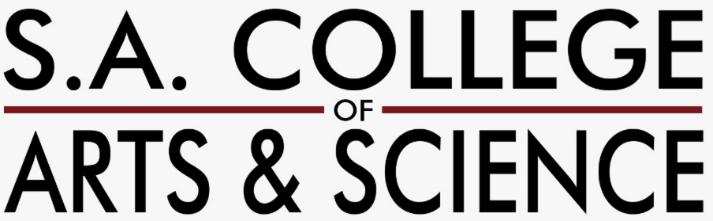 S.A. COLLEGE
OF
ARTS & SCIENCE